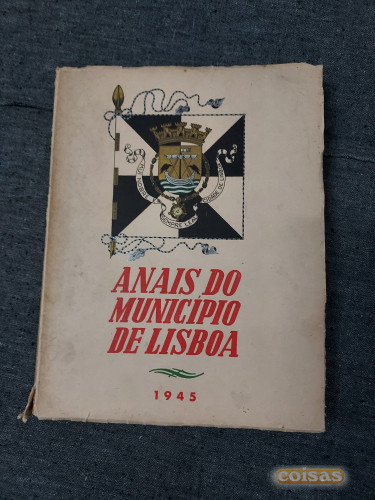 ANAIS DO
MUNICÍPIO
DE LISBOA
1945
coisas